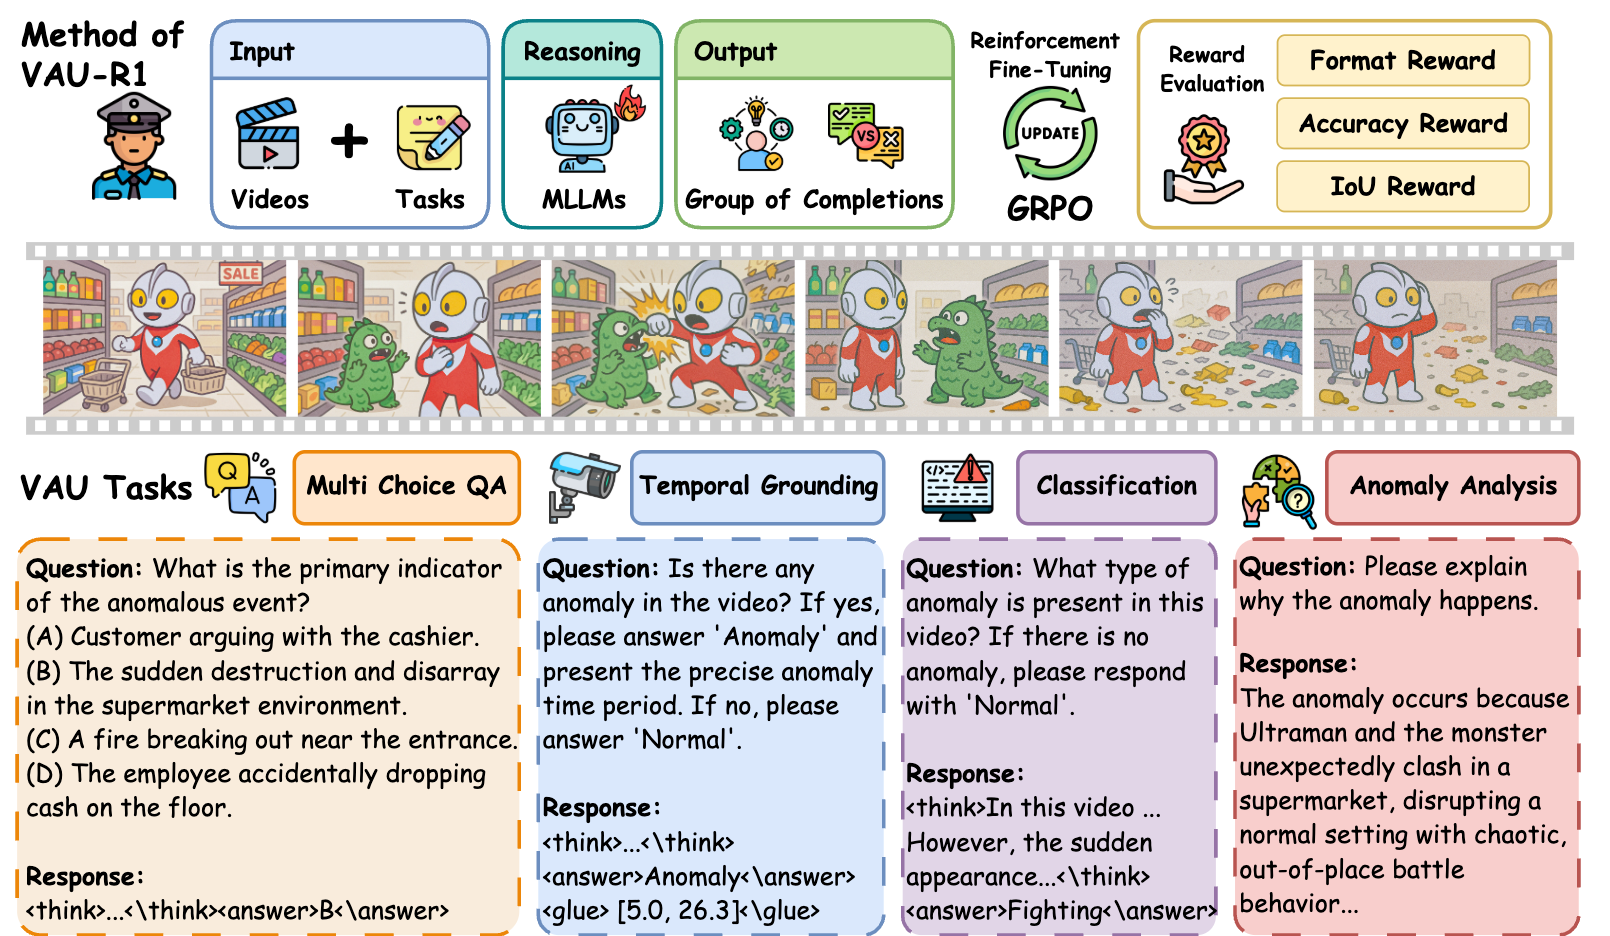 Method of
VAU-R1
Input
Videos
Tasks
Reasoning
AI
MLLMs
Output
VS
Group of Completions
Reinforcement
Fine-Tuning
UPDATE
GRPO
Reward
Evaluation
Format Reward
Accuracy Reward
IoU Reward
SALE
VAU Tasks
Q
A
Multi Choice QA
Question: What is the primary indicator
of the anomalous event?
(A) Customer arguing with the cashier.
(B) The sudden destruction and disarray
in the supermarket environment.
(C) A fire breaking out near the entrance.
(D) The employee accidentally dropping
cash on the floor.
Response:
<think>...<\think><answer>B<\answer>
Temporal Grounding
Question: Is there any
anomaly in the video? If yes,
please answer 'Anomaly' and
present the precise anomaly
time period. If no, please
answer 'Normal'.
Response:
<think>...<\think>
<answer>Anomaly<\answer>
<glue> [5.0, 26.3]<\glue>
</>
Classification
Question: What type of
anomaly is present in this
video? If there is no
anomaly, please respond
with 'Normal'.
Response:
<think>In this video ...
However, the sudden
appearance...<\think>
<answer>Fighting<\answer>
?
Anomaly Analysis
Question: Please explain
why the anomaly happens.
Response:
The anomaly occurs because
Ultraman and the monster
unexpectedly clash in a
supermarket, disrupting a
normal setting with chaotic,
out-of-place battle
behavior...